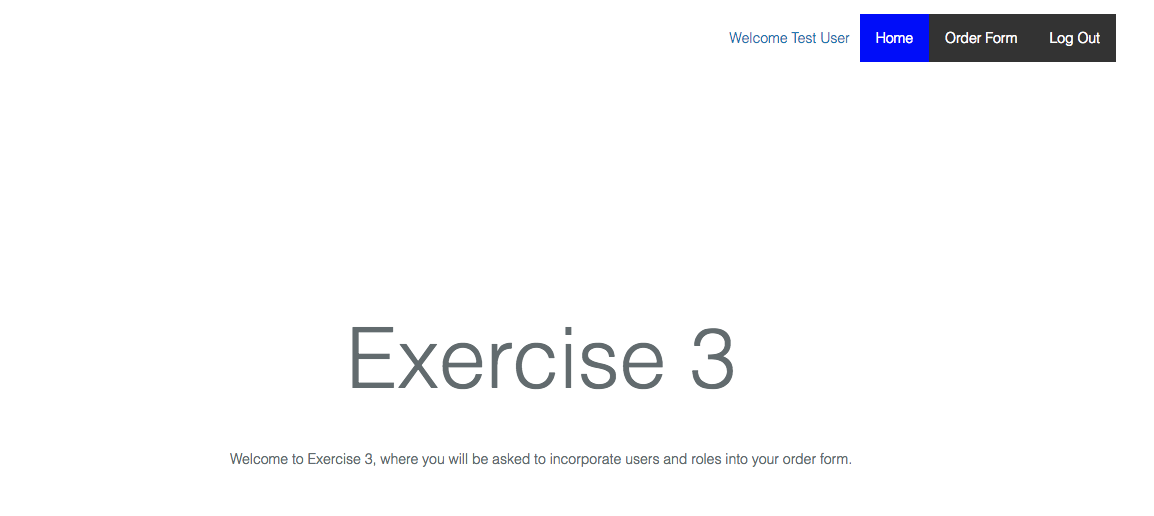 Welcome Test User Home Order Form Log Out
Exercise 3
Welcome to Exercise 3, where you will be asked to incorporate users and roles into your order form.